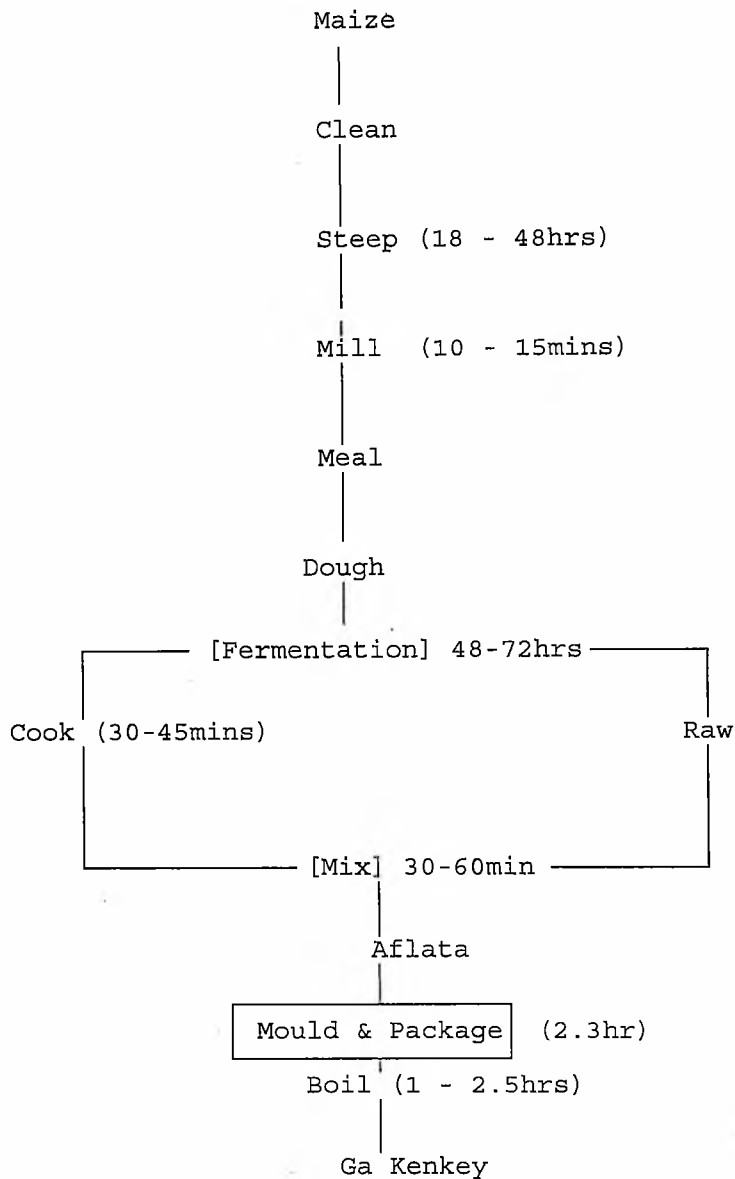 Maize
Clean
Steep (18 - 48hrs)
Mill (10 - 15mins)
Meal
Dough
[Fermentation] 48-72hrs
Cook (30-45mins) Raw
[Mix] 30-60min
Aflata
Mould & Package (2.3hr)
Boil (1 - 2.5hrs)
Ga Kenkey